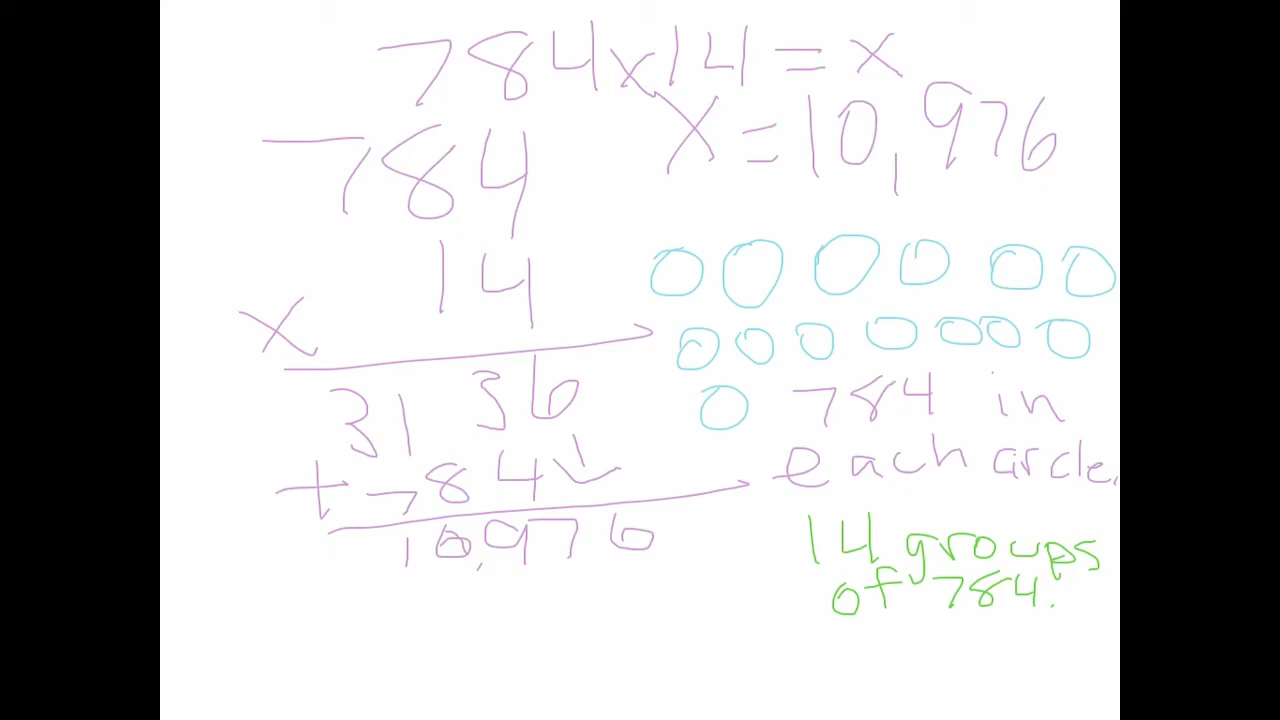 784x14=x
x=10,976
784
x 14
3136
+784
10,976
784 in
each circle.
14 groups
of 784.